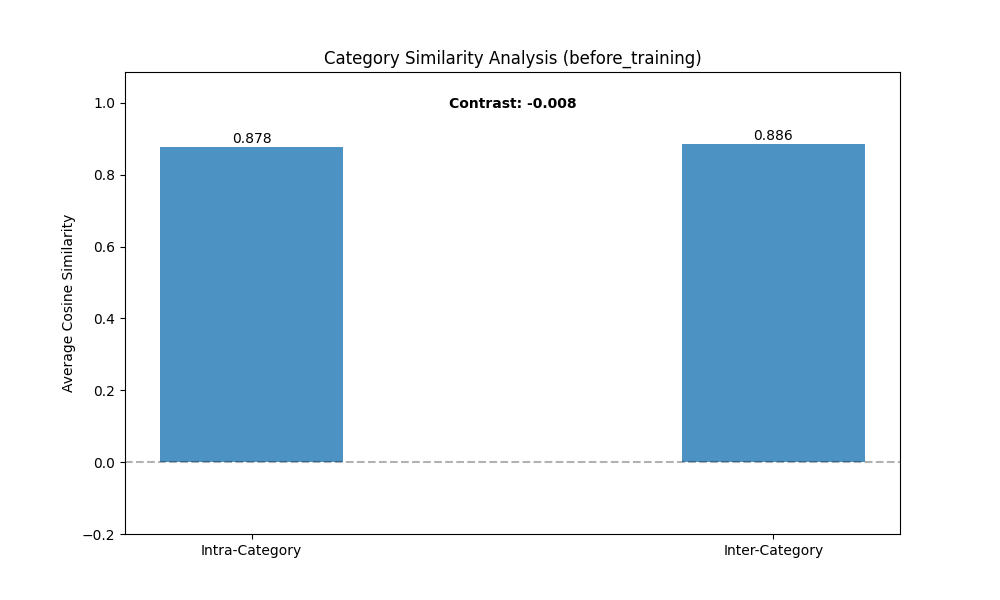 Category Similarity Analysis (before_training)
Contrast: -0.008
0.878
0.886
Average Cosine Similarity
1.0
0.8
0.6
0.4
0.2
0.0
−0.2
Intra-Category
Inter-Category